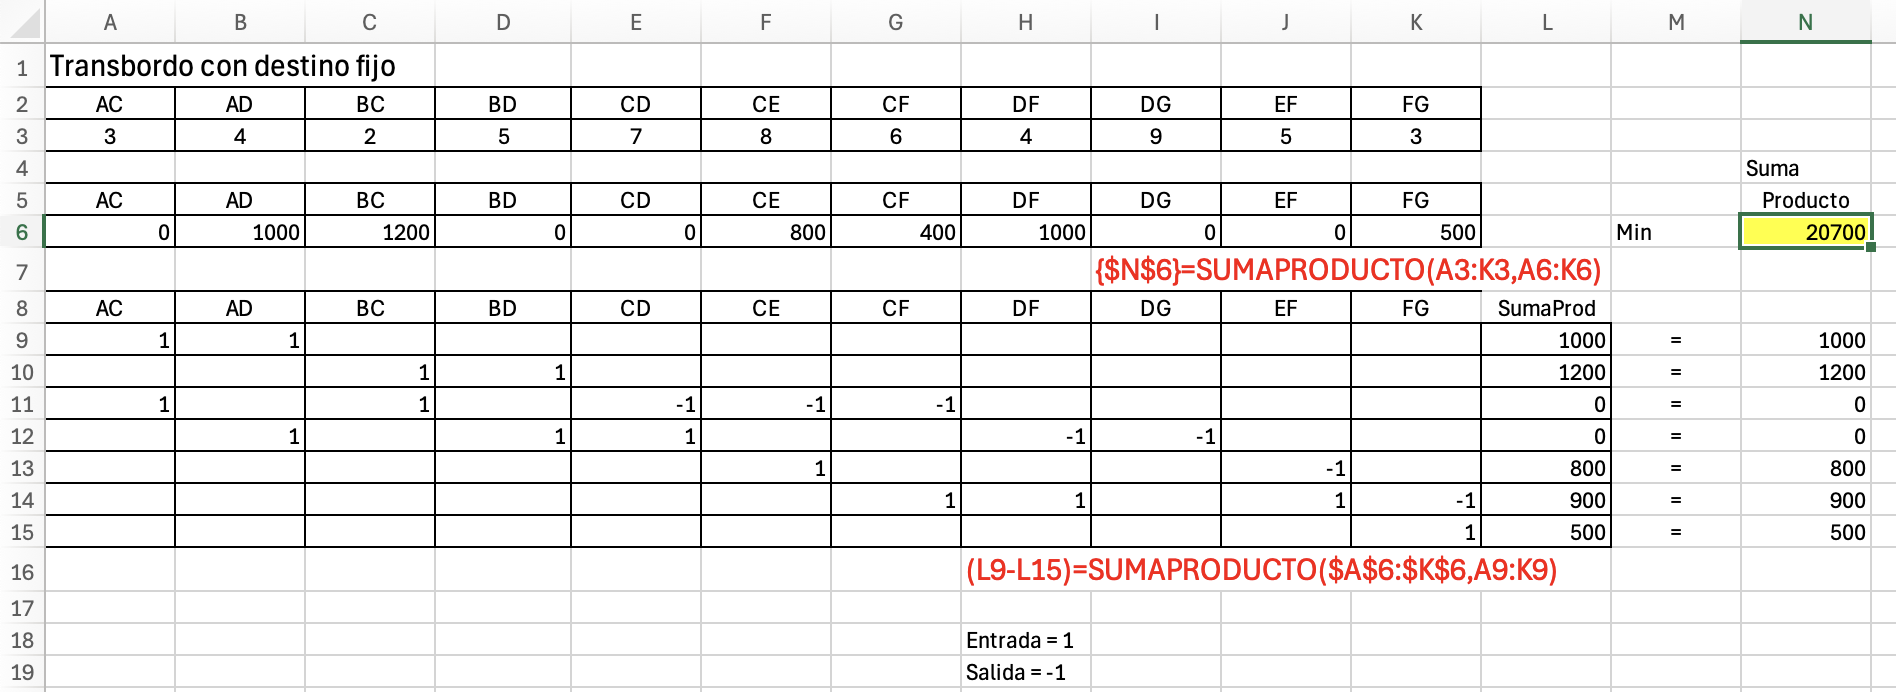 A B C D E F G H I J K L M N
1 Transbordo con destino fijo
2 AC AD BC BD CD CE CF DF DG EF FG
3 3 4 2 5 7 8 6 4 9 5 3
4 Suma
5 AC AD BC BD CD CE CF DF DG EF FG Producto
6 0 1000 1200 0 0 800 400 1000 0 0 500 Min 20700
7 {$N$6}=SUMAPRODUCTO(A3:K3,A6:K6)
8 AC AD BC BD CD CE CF DF DG EF FG SumaProd
9 1 1 1000 = 1000
10 1 1 1200 = 1200
11 1 1 -1 -1 -1 0 = 0
12 1 1 1 -1 -1 0 = 0
13 1 -1 800 = 800
14 1 1 1 -1 900 = 900
15 1 500 = 500
16 (L9-L15)=SUMAPRODUCTO($A$6:$K$6,A9:K9)
17
18 Entrada = 1
19 Salida = -1